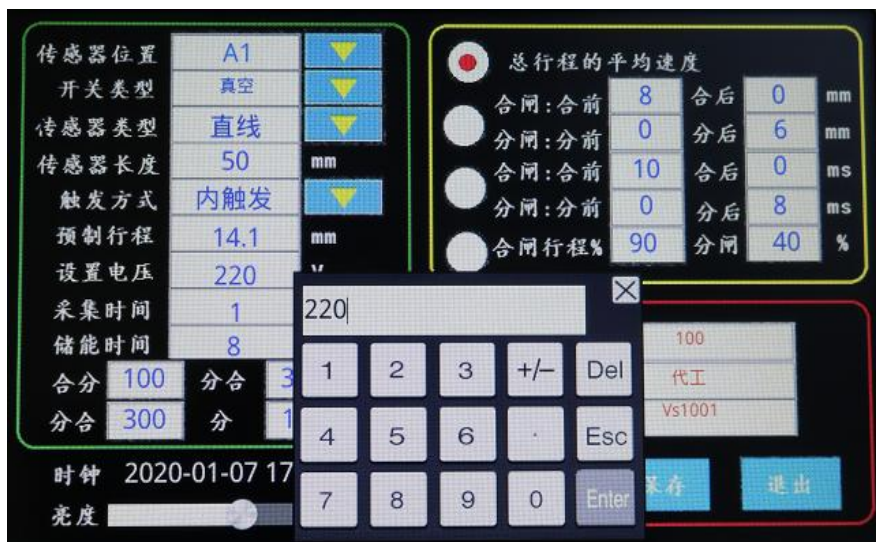 传感器位置 A1
开关类型 真空
传感器类型 直线
传感器长度 50 mm
触发方式 内触发
预制行程 14.1 mm
设置电压 220
采集时间 1
储能时间 8
合分 100 分合 3
分合 300 分 1
时钟 2020-01-07 17
亮度
总行程的平均速度
合闸:合前 8 合后 0 mm
分闸:分前 0 分后 6 mm
合闸:合前 10 合后 0 ms
分闸:分前 0 分后 8 ms
合闸行程% 90 分闸 40 %
220
1 2 3 +/- Del
4 5 6 . Esc
7 8 9 0 Enter
100
代工
Vs1001
保存 退出